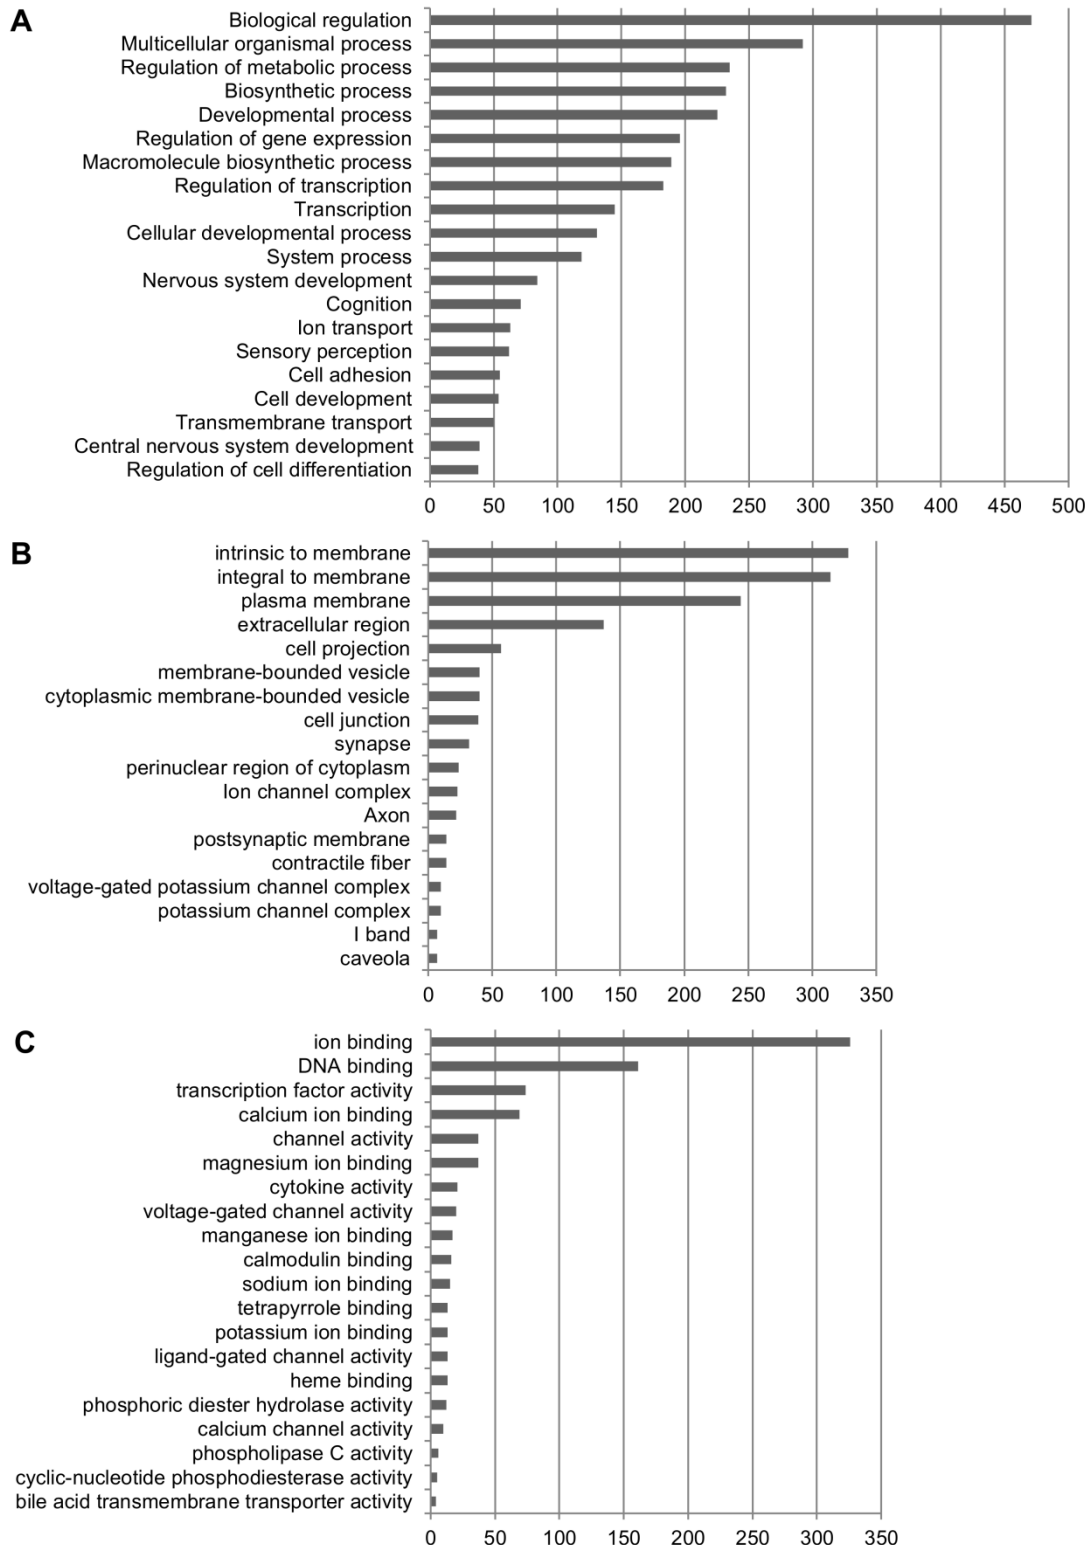 A
Biological regulation
Multicellular organismal process
Regulation of metabolic process
Biosynthetic process
Developmental process
Regulation of gene expression
Macromolecule biosynthetic process
Regulation of transcription
Transcription
Cellular developmental process
System process
Nervous system development
Cognition
Ion transport
Sensory perception
Cell adhesion
Cell development
Transmembrane transport
Central nervous system development
Regulation of cell differentiation
0 50 100 150 200 250 300 350 400 450 500
B
intrinsic to membrane
integral to membrane
plasma membrane
extracellular region
cell projection
membrane-bounded vesicle
cytoplasmic membrane-bounded vesicle
cell junction
synapse
perinuclear region of cytoplasm
Ion channel complex
Axon
postsynaptic membrane
contractile fiber
voltage-gated potassium channel complex
potassium channel complex
I band
caveola
0 50 100 150 200 250 300 350
C
ion binding
DNA binding
transcription factor activity
calcium ion binding
channel activity
magnesium ion binding
cytokine activity
voltage-gated channel activity
manganese ion binding
calmodulin binding
sodium ion binding
tetrapyrrole binding
potassium ion binding
ligand-gated channel activity
heme binding
phosphoric diester hydrolase activity
calcium channel activity
phospholipase C activity
cyclic-nucleotide phosphodiesterase activity
bile acid transmembrane transporter activity
0 50 100 150 200 250 300 350